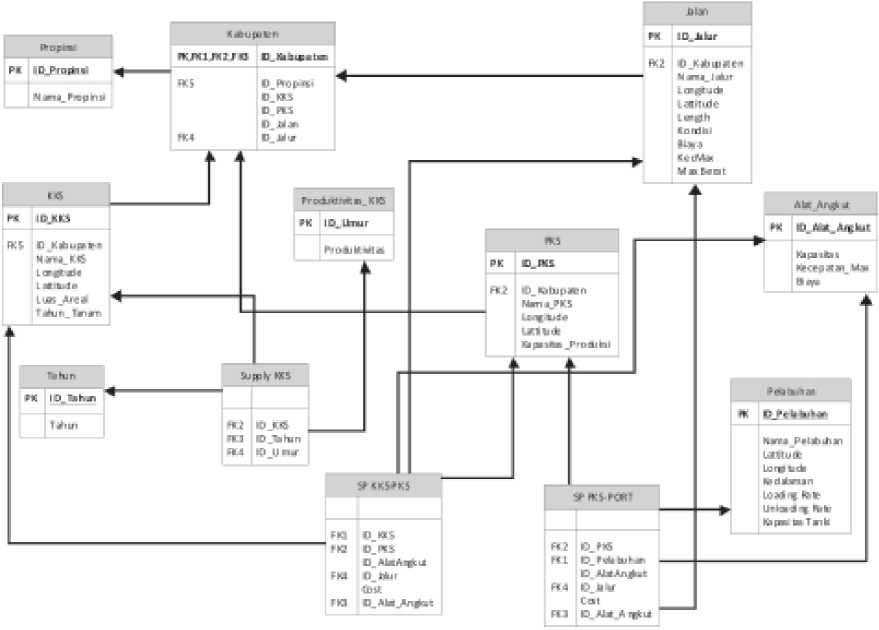 Propinsi
PK ID_Propinsi
Nama_Propinsi
Kabupaten
PK,FK1,FK2,FK3 ID_Kabupaten
FK5 ID_Propinsi
ID_KKS
ID_PKS
ID_Jalan
FK4 ID_Jalur
Jalan
PK ID_Jalur
FK2 ID_Kabupaten
Nama_Jalur
Longitude
Lattitude
Length
Kondisi
Biaya
KecMax
MaxBerat
KKS
PK ID_KKS
FK5 ID_Kabupaten
Nama_KKS
Longitude
Lattitude
Luas_Areal
Tahun_Tanam
Produktivitas_KKS
PK ID_Umur
Produktivitas
PKS
PK ID_PKS
FK2 ID_Kabupaten
Nama_PKS
Longitude
Lattitude
Kapasitas_Produksi
Alat_Angkut
PK ID_Alat_Angkut
Kapasitas
Kecepatan_Max
Biaya
Tahun
PK ID_Tahun
Tahun
Supply KKS
FK2 ID_KKS
FK3 ID_Tahun
FK4 ID_Umur
Pelabuhan
PK ID_Pelabuhan
Nama_Pelabuhan
Lattitude
Longitude
Kedalaman
Loading Rate
Unloading Rate
Kapasitas Tanki
SP KKS-PKS
FK1 ID_KKS
FK2 ID_PKS
ID_AlatAngkut
FK4 ID_Jalur
Cost
FK3 ID_Alat_Angkut
SP PKS-PORT
FK2 ID_PKS
FK1 ID_Pelabuhan
ID_AlatAngkut
FK4 ID_Jalur
Cost
FK3 ID_Alat_Angkut